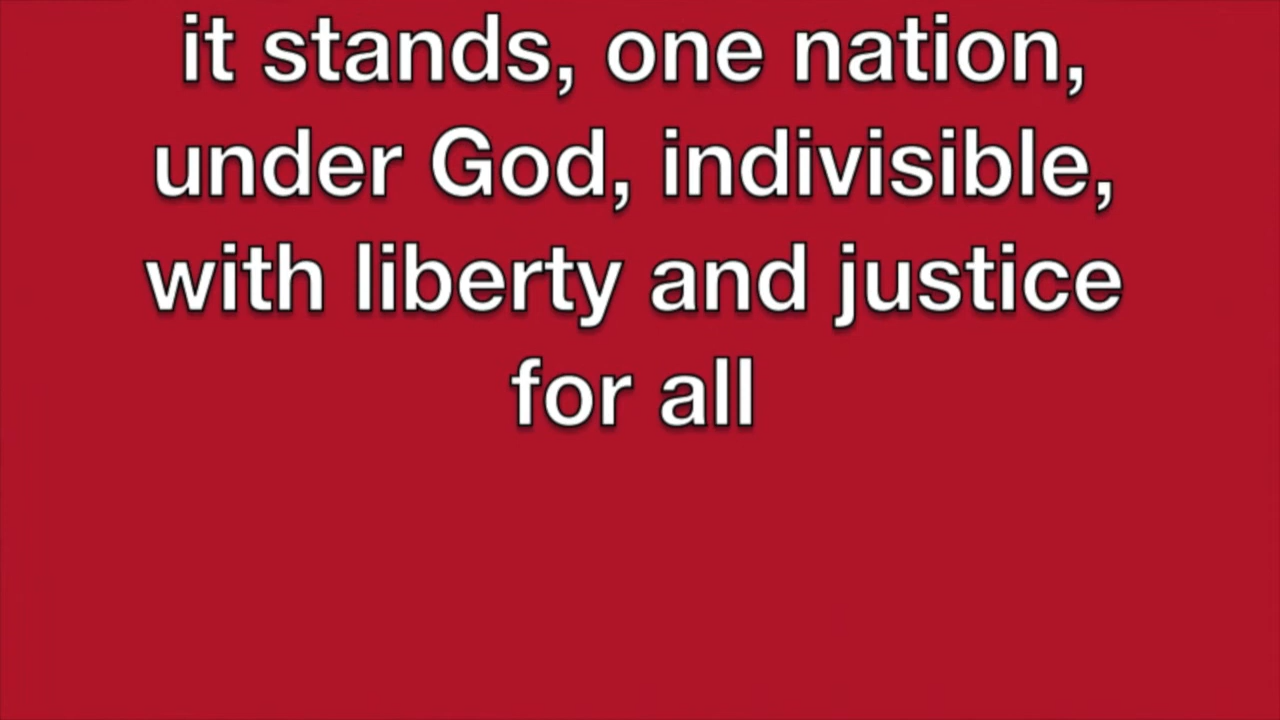 it stands, one nation,
under God, indivisible,
with liberty and justice
for all